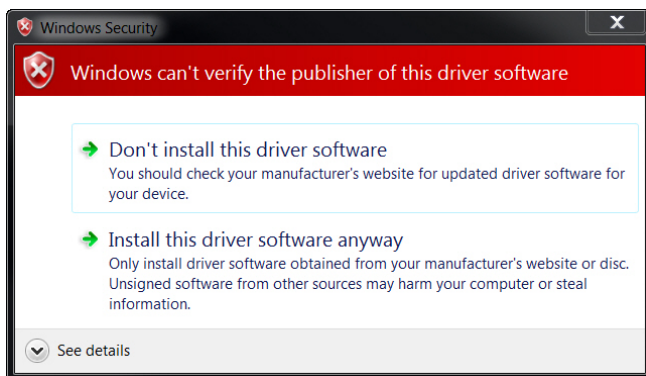 Windows Security
Windows can't verify the publisher of this driver software
Don't install this driver software
You should check your manufacturer's website for updated driver software for
your device.
Install this driver software anyway
Only install driver software obtained from your manufacturer's website or disc.
Unsigned software from other sources may harm your computer or steal
information.
See details